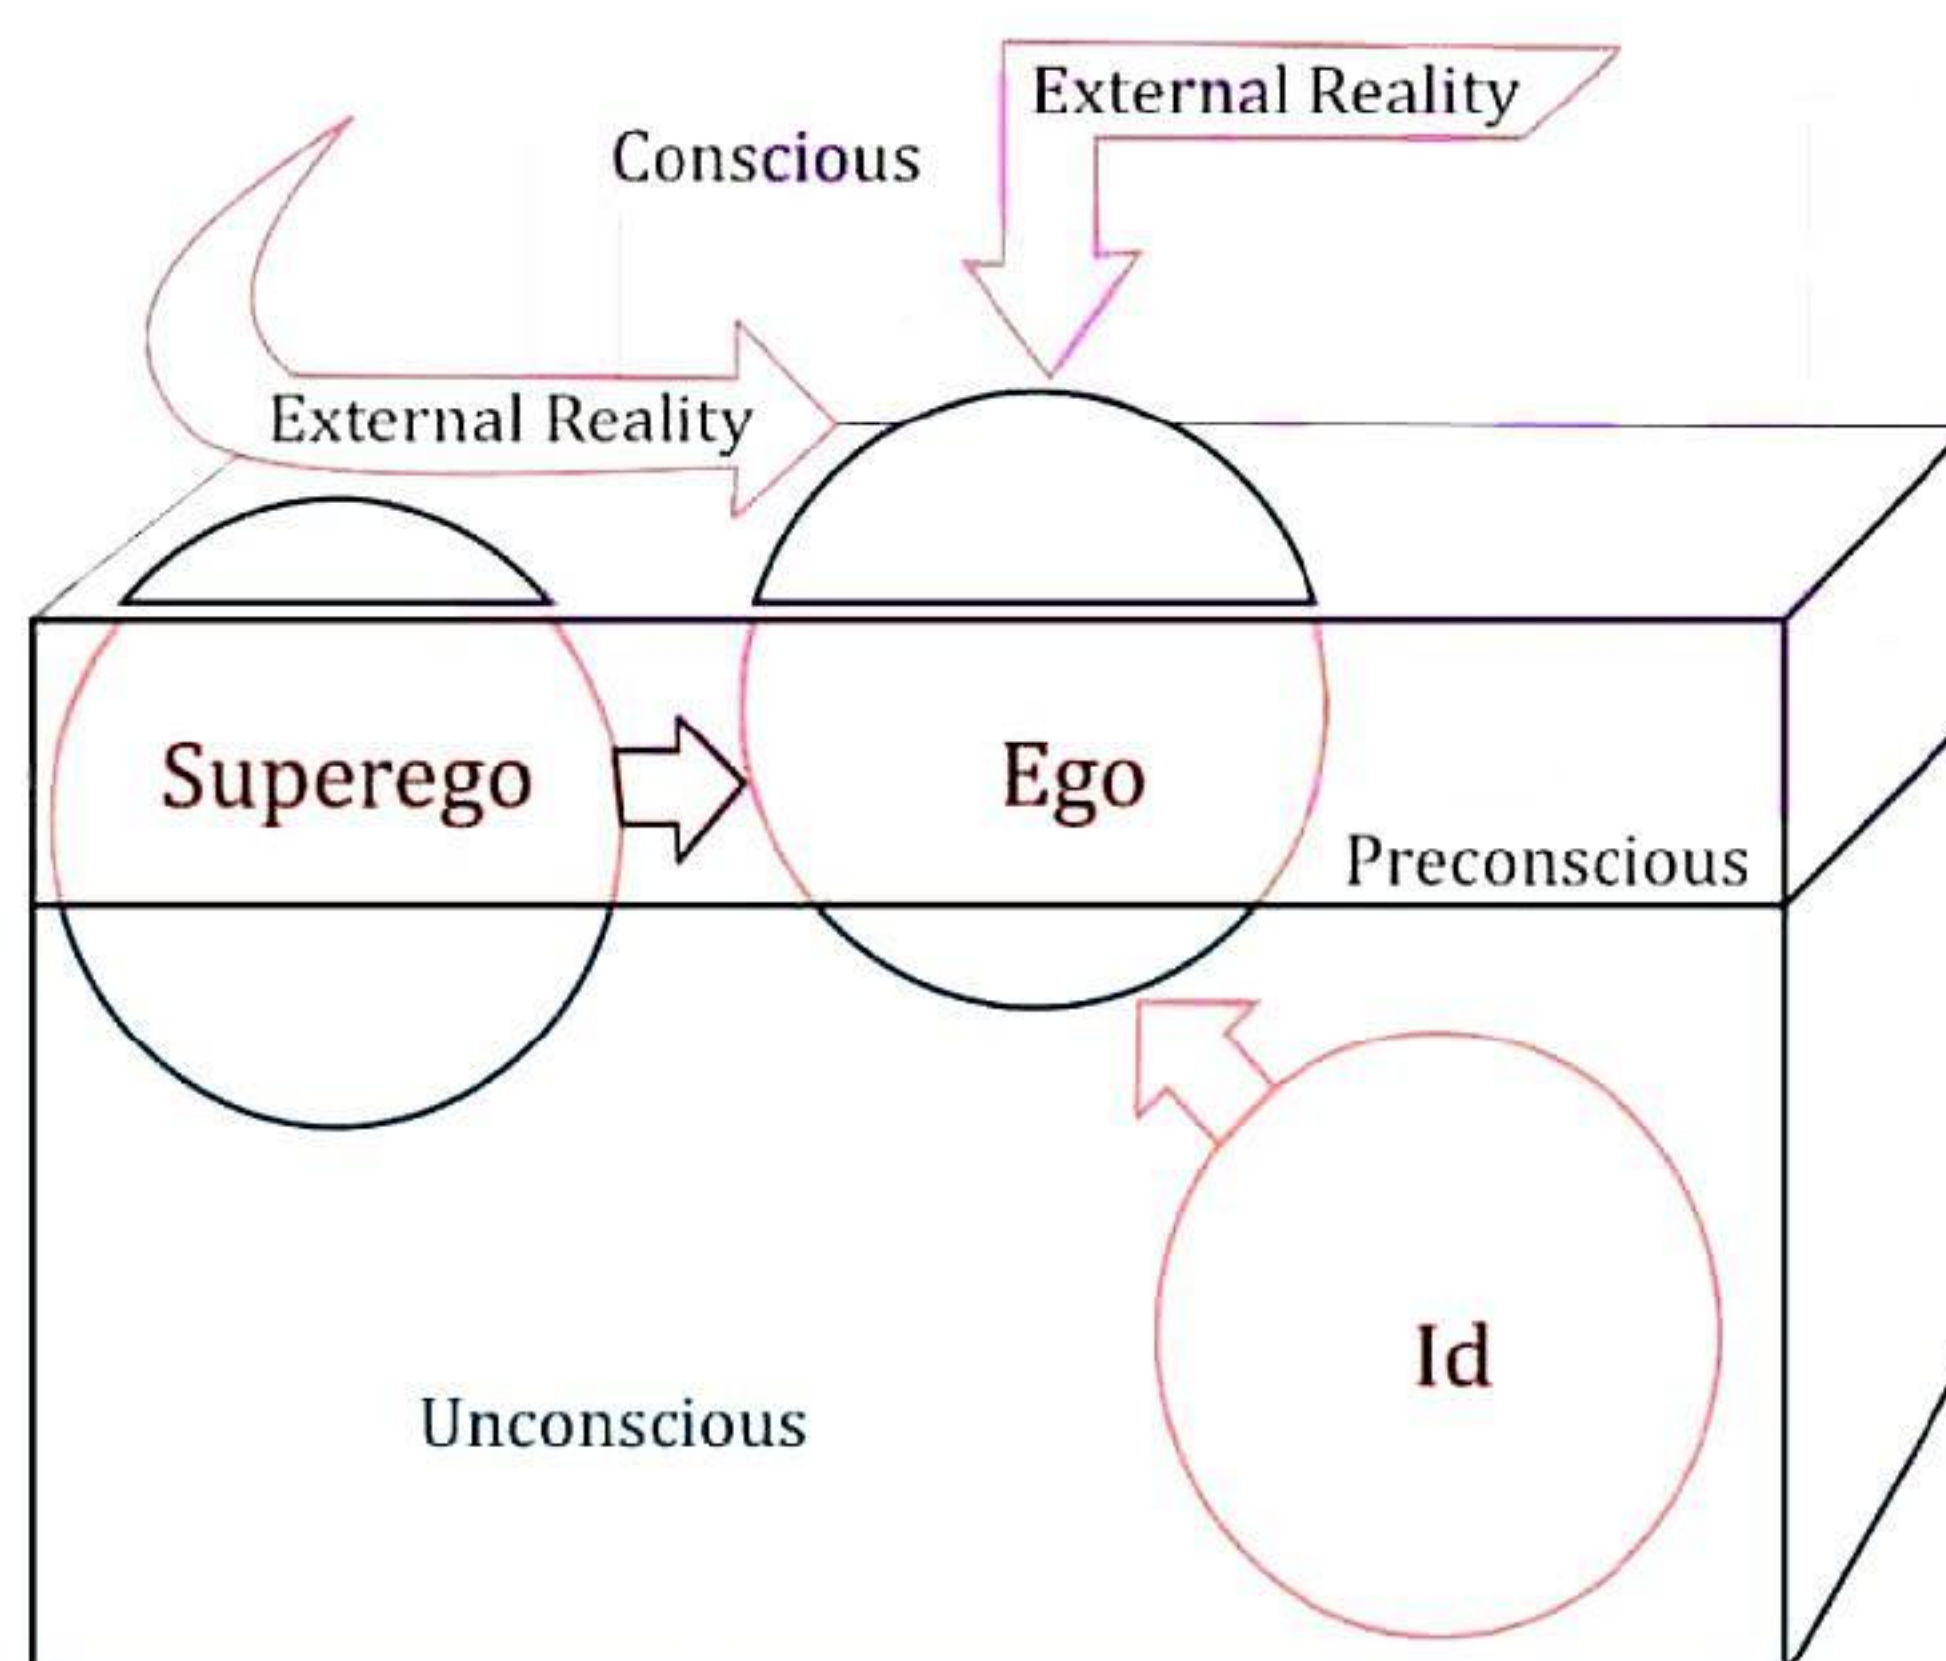 External Reality
Conscious
External Reality
Superego
Ego
Preconscious
Id
Unconscious